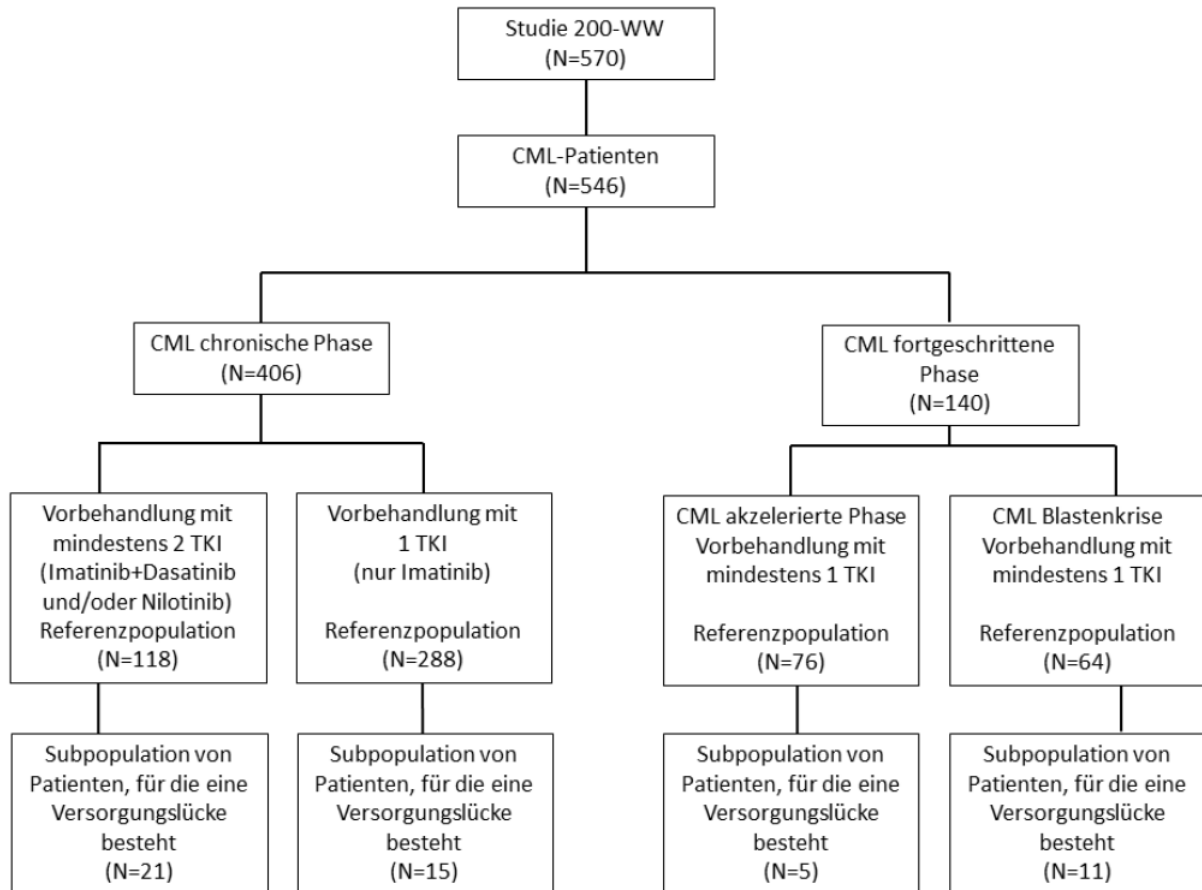 Studie 200-WW
(N=570)
CML-Patienten
(N=546)
CML chronische Phase
(N=406)
CML fortgeschrittene
Phase
(N=140)
Vorbehandlung mit
mindestens 2 TKI
(Imatinib+Dasatinib
und/oder Nilotinib)
Referenzpopulation
(N=118)
Vorbehandlung mit
1 TKI
(nur Imatinib)
Referenzpopulation
(N=288)
CML akzelerierte Phase
Vorbehandlung mit
mindestens 1 TKI
Referenzpopulation
(N=76)
CML Blastenkrise
Vorbehandlung mit
mindestens 1 TKI
Referenzpopulation
(N=64)
Subpopulation von
Patienten, für die eine
Versorgungslücke
besteht
(N=21)
Subpopulation von
Patienten, für die eine
Versorgungslücke
besteht
(N=15)
Subpopulation von
Patienten, für die eine
Versorgungslücke
besteht
(N=5)
Subpopulation von
Patienten, für die eine
Versorgungslücke
besteht
(N=11)